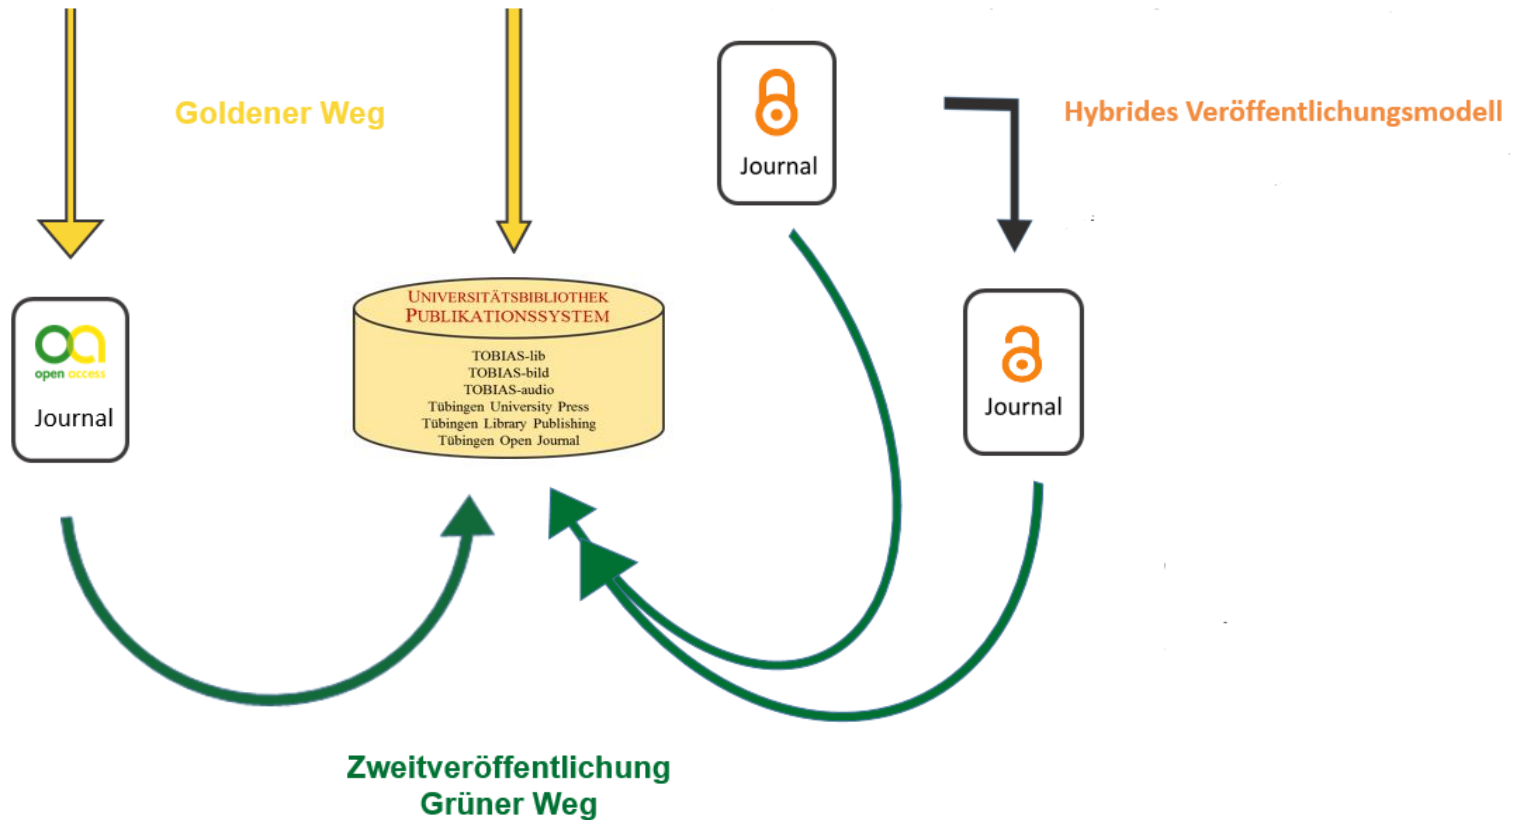 Goldener Weg
Journal
Hybrides Veröffentlichungsmodell
UNIVERSITÄTSBIBLIOTHEK
PUBLIKATIONSSYSTEM
TOBIAS-lib
TOBIAS-bild
TOBIAS-audio
Tübingen University Press
Tübingen Library Publishing
Tübingen Open Journal
open access
Journal
Journal
Zweitveröffentlichung
Grüner Weg